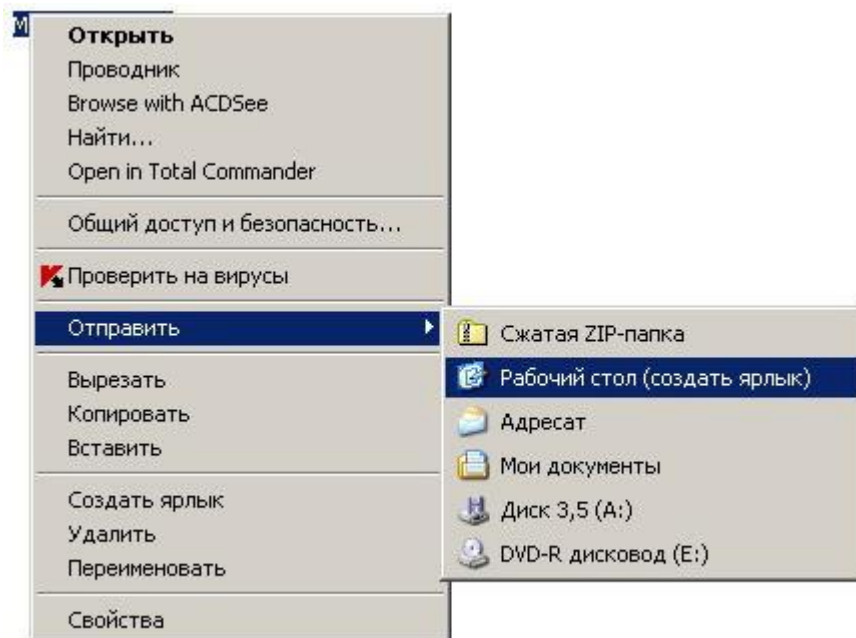 М
Открыть
Проводник
Browse with ACDSee
Найти...
Open in Total Commander
Общий доступ и безопасность...
Проверить на вирусы
Отправить
Сжатая ZIP-папка
Рабочий стол (создать ярлык)
Адресат
Мои документы
Диск 3,5 (A:)
DVD-R дисковод (E:)
Вырезать
Копировать
Вставить
Создать ярлык
Удалить
Переименовать
Свойства